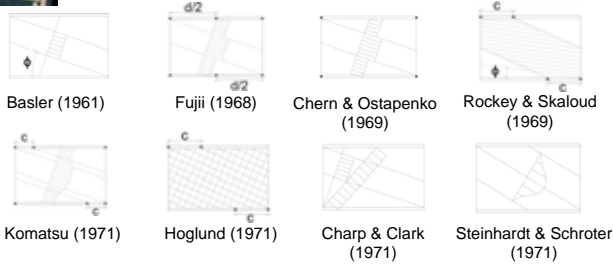 d/2
d/2
c
c
ϕ
ϕ
Basler (1961)
Fujii (1968)
Chern & Ostapenko
(1969)
Rockey & Skaloud
(1969)
c
c
c
c
Komatsu (1971)
Hoglund (1971)
Charp & Clark
(1971)
Steinhardt & Schroter
(1971)